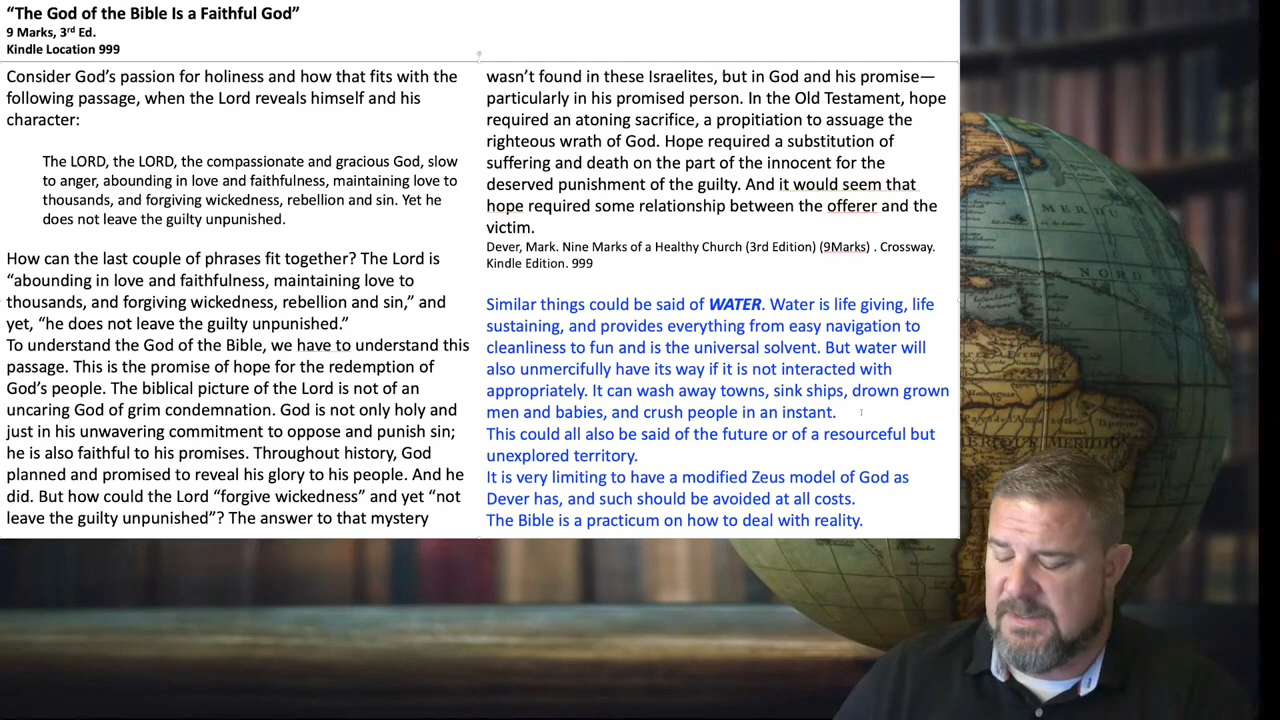 “The God of the Bible Is a Faithful God”
9 Marks, 3rd Ed.
Kindle Location 999
Consider God’s passion for holiness and how that fits with the
following passage, when the Lord reveals himself and his
character:
The LORD, the LORD, the compassionate and gracious God, slow
to anger, abounding in love and faithfulness, maintaining love to
thousands, and forgiving wickedness, rebellion and sin. Yet he
does not leave the guilty unpunished.
How can the last couple of phrases fit together? The Lord is
“abounding in love and faithfulness, maintaining love to
thousands, and forgiving wickedness, rebellion and sin,” and
yet, “he does not leave the guilty unpunished.”
To understand the God of the Bible, we have to understand this
passage. This is the promise of hope for the redemption of
God’s people. The biblical picture of the Lord is not of an
uncaring God of grim condemnation. God is not only holy and
just in his unwavering commitment to oppose and punish sin;
he is also faithful to his promises. Throughout history, God
planned and promised to reveal his glory to his people. And he
did. But how could the Lord “forgive wickedness” and yet “not
leave the guilty unpunished”? The answer to that mystery
wasn’t found in these Israelites, but in God and his promise—
particularly in his promised person. In the Old Testament, hope
required an atoning sacrifice, a propitiation to assuage the
righteous wrath of God. Hope required a substitution of
suffering and death on the part of the innocent for the
deserved punishment of the guilty. And it would seem that
hope required some relationship between the offerer and the
victim.
Dever, Mark. Nine Marks of a Healthy Church (3rd Edition) (9Marks) . Crossway.
Kindle Edition. 999
Similar things could be said of WATER. Water is life giving, life
sustaining, and provides everything from easy navigation to
cleanliness to fun and is the universal solvent. But water will
also unmercifully have its way if it is not interacted with
appropriately. It can wash away towns, sink ships, drown grown
men and babies, and crush people in an instant.
This could all also be said of the future or of a resourceful but
unexplored territory.
It is very limiting to have a modified Zeus model of God as
Dever has, and such should be avoided at all costs.
The Bible is a practicum on how to deal with reality.
MERDU
NORD